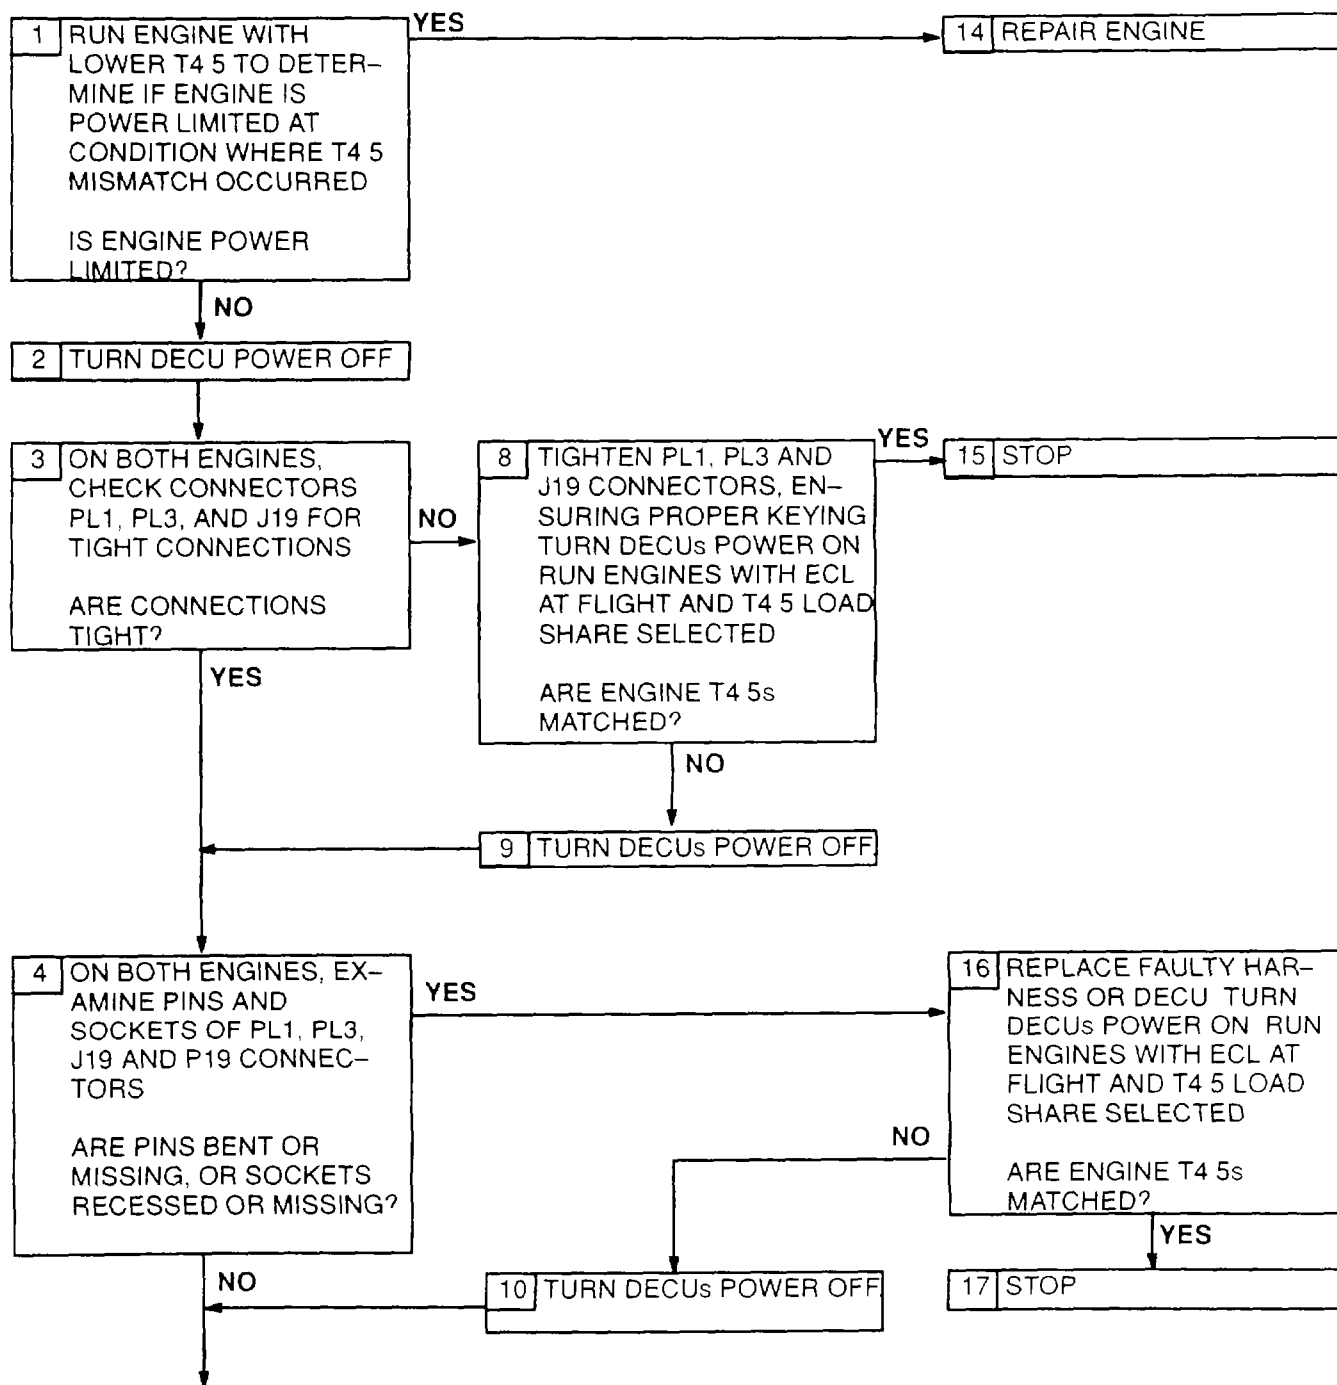 YES
1 RUN ENGINE WITH
LOWER T4 5 TO DETER-
MINE IF ENGINE IS
POWER LIMITED AT
CONDITION WHERE T4 5
MISMATCH OCCURRED
IS ENGINE POWER
LIMITED?
14 REPAIR ENGINE
NO
2 TURN DECU POWER OFF
3 ON BOTH ENGINES,
CHECK CONNECTORS
PL1, PL3, AND J19 FOR
TIGHT CONNECTIONS
ARE CONNECTIONS
TIGHT?
NO
YES
8 TIGHTEN PL1, PL3 AND
J19 CONNECTORS, EN-
SURING PROPER KEYING
TURN DECUs POWER ON
RUN ENGINES WITH ECL
AT FLIGHT AND T4 5 LOAD
SHARE SELECTED
ARE ENGINE T4 5s
MATCHED?
YES
15 STOP
NO
9 TURN DECUs POWER OFF
4 ON BOTH ENGINES, EX-
AMINE PINS AND
SOCKETS OF PL1, PL3,
J19 AND P19 CONNEC-
TORS
ARE PINS BENT OR
MISSING, OR SOCKETS
RECESSED OR MISSING?
YES
16 REPLACE FAULTY HAR-
NESS OR DECU TURN
DECUs POWER ON RUN
ENGINES WITH ECL AT
FLIGHT AND T4 5 LOAD
SHARE SELECTED
ARE ENGINE T4 5s
MATCHED?
NO
YES
NO
10 TURN DECUs POWER OFF
17 STOP